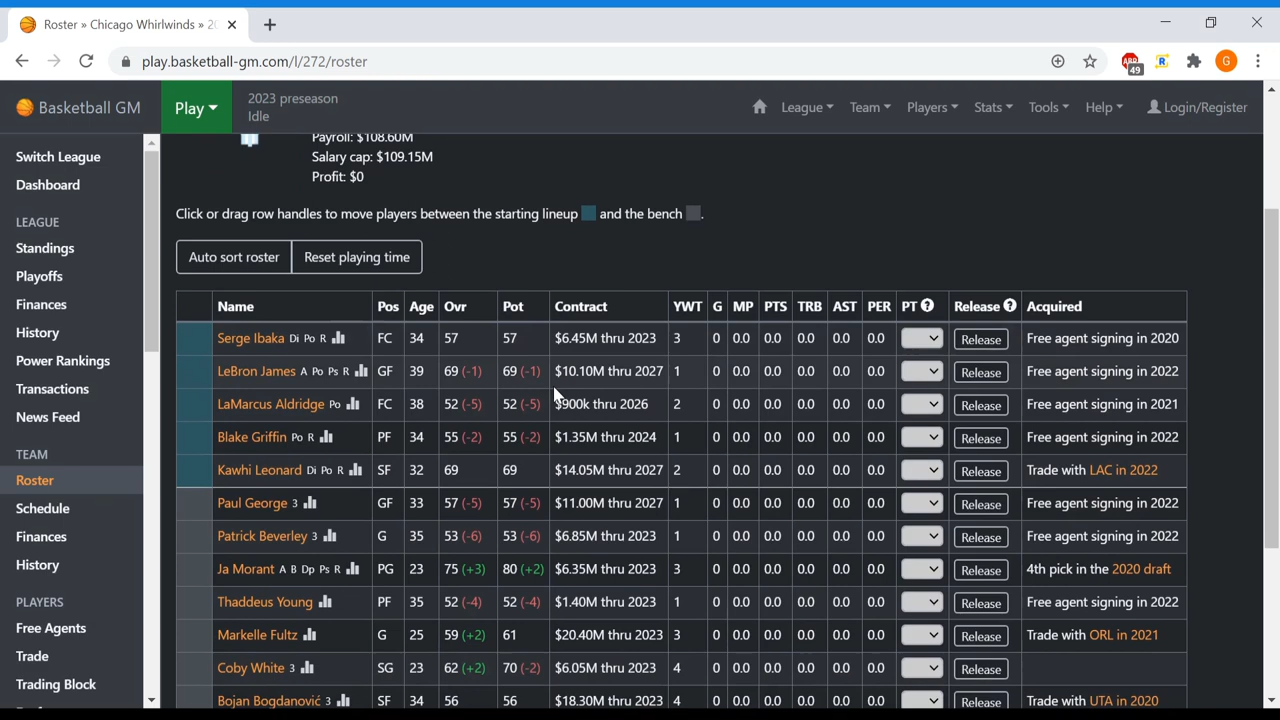 Roster » Chicago Whirlwinds » 20
play.basketball-gm.com/l/272/roster
ABP
49
R
G
Basketball GM
Play
2023 preseason
Idle
League
Team
Players
Stats
Tools
Help
Login/Register
Switch League
Dashboard
LEAGUE
Standings
Playoffs
Finances
History
Power Rankings
Transactions
News Feed
TEAM
Roster
Schedule
Finances
History
PLAYERS
Free Agents
Trade
Trading Block
Payroll: $108.60M
Salary cap: $109.15M
Profit: $0
Click or drag row handles to move players between the starting lineup and the bench .
Auto sort roster Reset playing time
Name Pos Age Ovr Pot Contract YWT G MP PTS TRB AST PER PT ? Release ? Acquired
Serge Ibaka Di Po R FC 34 57 57 $6.45M thru 2023 3 0 0.0 0.0 0.0 0.0 0.0 Release Free agent signing in 2020
LeBron James A Po Ps R GF 39 69 (-1) 69 (-1) $10.10M thru 2027 1 0 0.0 0.0 0.0 0.0 0.0 Release Free agent signing in 2022
LaMarcus Aldridge Po FC 38 52 (-5) 52 (-5) $900k thru 2026 2 0 0.0 0.0 0.0 0.0 0.0 Release Free agent signing in 2021
Blake Griffin Po R PF 34 55 (-2) 55 (-2) $1.35M thru 2024 1 0 0.0 0.0 0.0 0.0 0.0 Release Free agent signing in 2022
Kawhi Leonard Di Po R SF 32 69 69 $14.05M thru 2027 2 0 0.0 0.0 0.0 0.0 0.0 Release Trade with LAC in 2022
Paul George 3 GF 33 57 (-5) 57 (-5) $11.00M thru 2027 1 0 0.0 0.0 0.0 0.0 0.0 Release Free agent signing in 2022
Patrick Beverley 3 G 35 53 (-6) 53 (-6) $6.85M thru 2023 1 0 0.0 0.0 0.0 0.0 0.0 Release Free agent signing in 2022
Ja Morant A B Dp Ps R PG 23 75 (+3) 80 (+2) $6.35M thru 2023 3 0 0.0 0.0 0.0 0.0 0.0 Release 4th pick in the 2020 draft
Thaddeus Young PF 35 52 (-4) 52 (-4) $1.40M thru 2023 1 0 0.0 0.0 0.0 0.0 0.0 Release Free agent signing in 2022
Markelle Fultz G 25 59 (+2) 61 $20.40M thru 2023 3 0 0.0 0.0 0.0 0.0 0.0 Release Trade with ORL in 2021
Coby White 3 SG 23 62 (+2) 70 (-2) $6.05M thru 2023 4 0 0.0 0.0 0.0 0.0 0.0 Release
Bojan Bogdanović 3 SF 34 56 56 $18.30M thru 2023 4 0 0.0 0.0 0.0 0.0 0.0 Release Trade with UTA in 2020